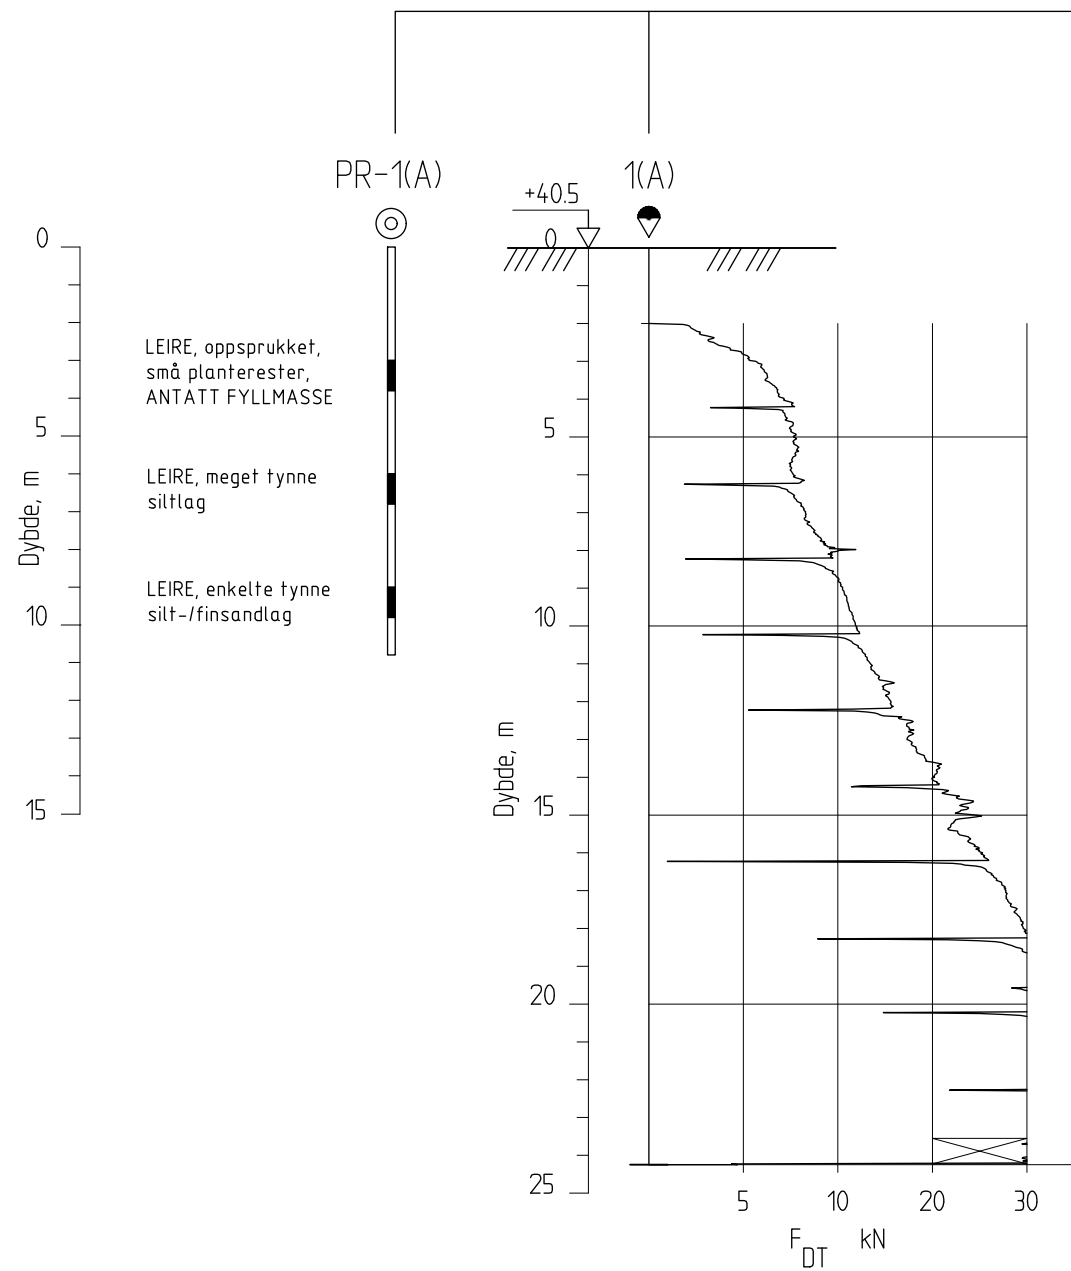 PR-1(A)
1(A)
+40.5
0
0
LEIRE, oppsprukket,
små planterester,
ANTATT FYLLMASSE
5
5
LEIRE, meget tynne
siltlag
Dybde, m
LEIRE, enkelte tynne
silt-/finsandlag
10
10
Dybde, m
15
15
20
25
5 10 20 30
FDT kN